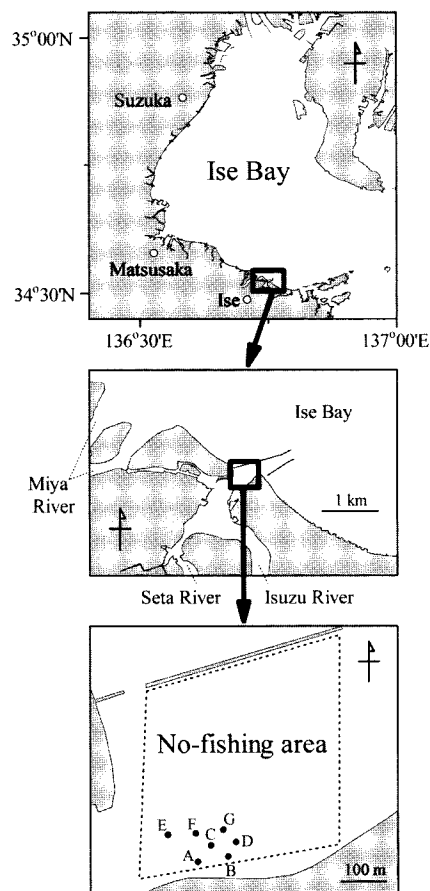 35°00'N
Suzuka
Ise Bay
Matsusaka
Ise
34°30'N
136°30'E
137°00'E
Ise Bay
Miya
River
1 km
Seta River
Isuzu River
No-fishing area
E
F
G
C
D
A
B
100 m